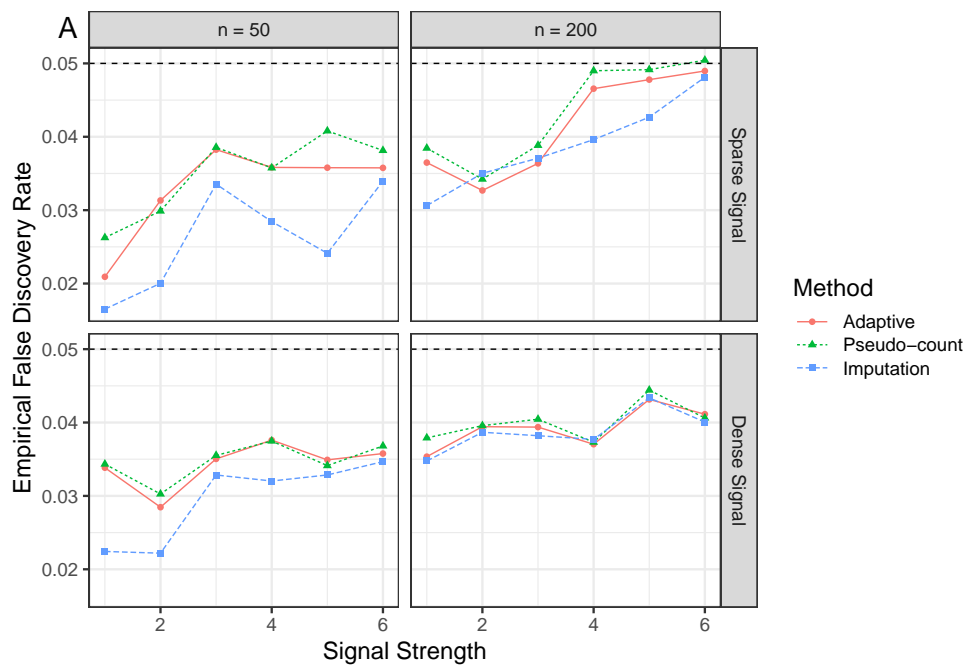 A
n = 50
n = 200
0.05
0.04
0.03
0.02
Sparse Signal
0.05
0.04
0.03
0.02
Dense Signal
Empirical False Discovery Rate
2
4
6
2
4
6
Signal Strength
Method
Adaptive
Pseudo−count
Imputation